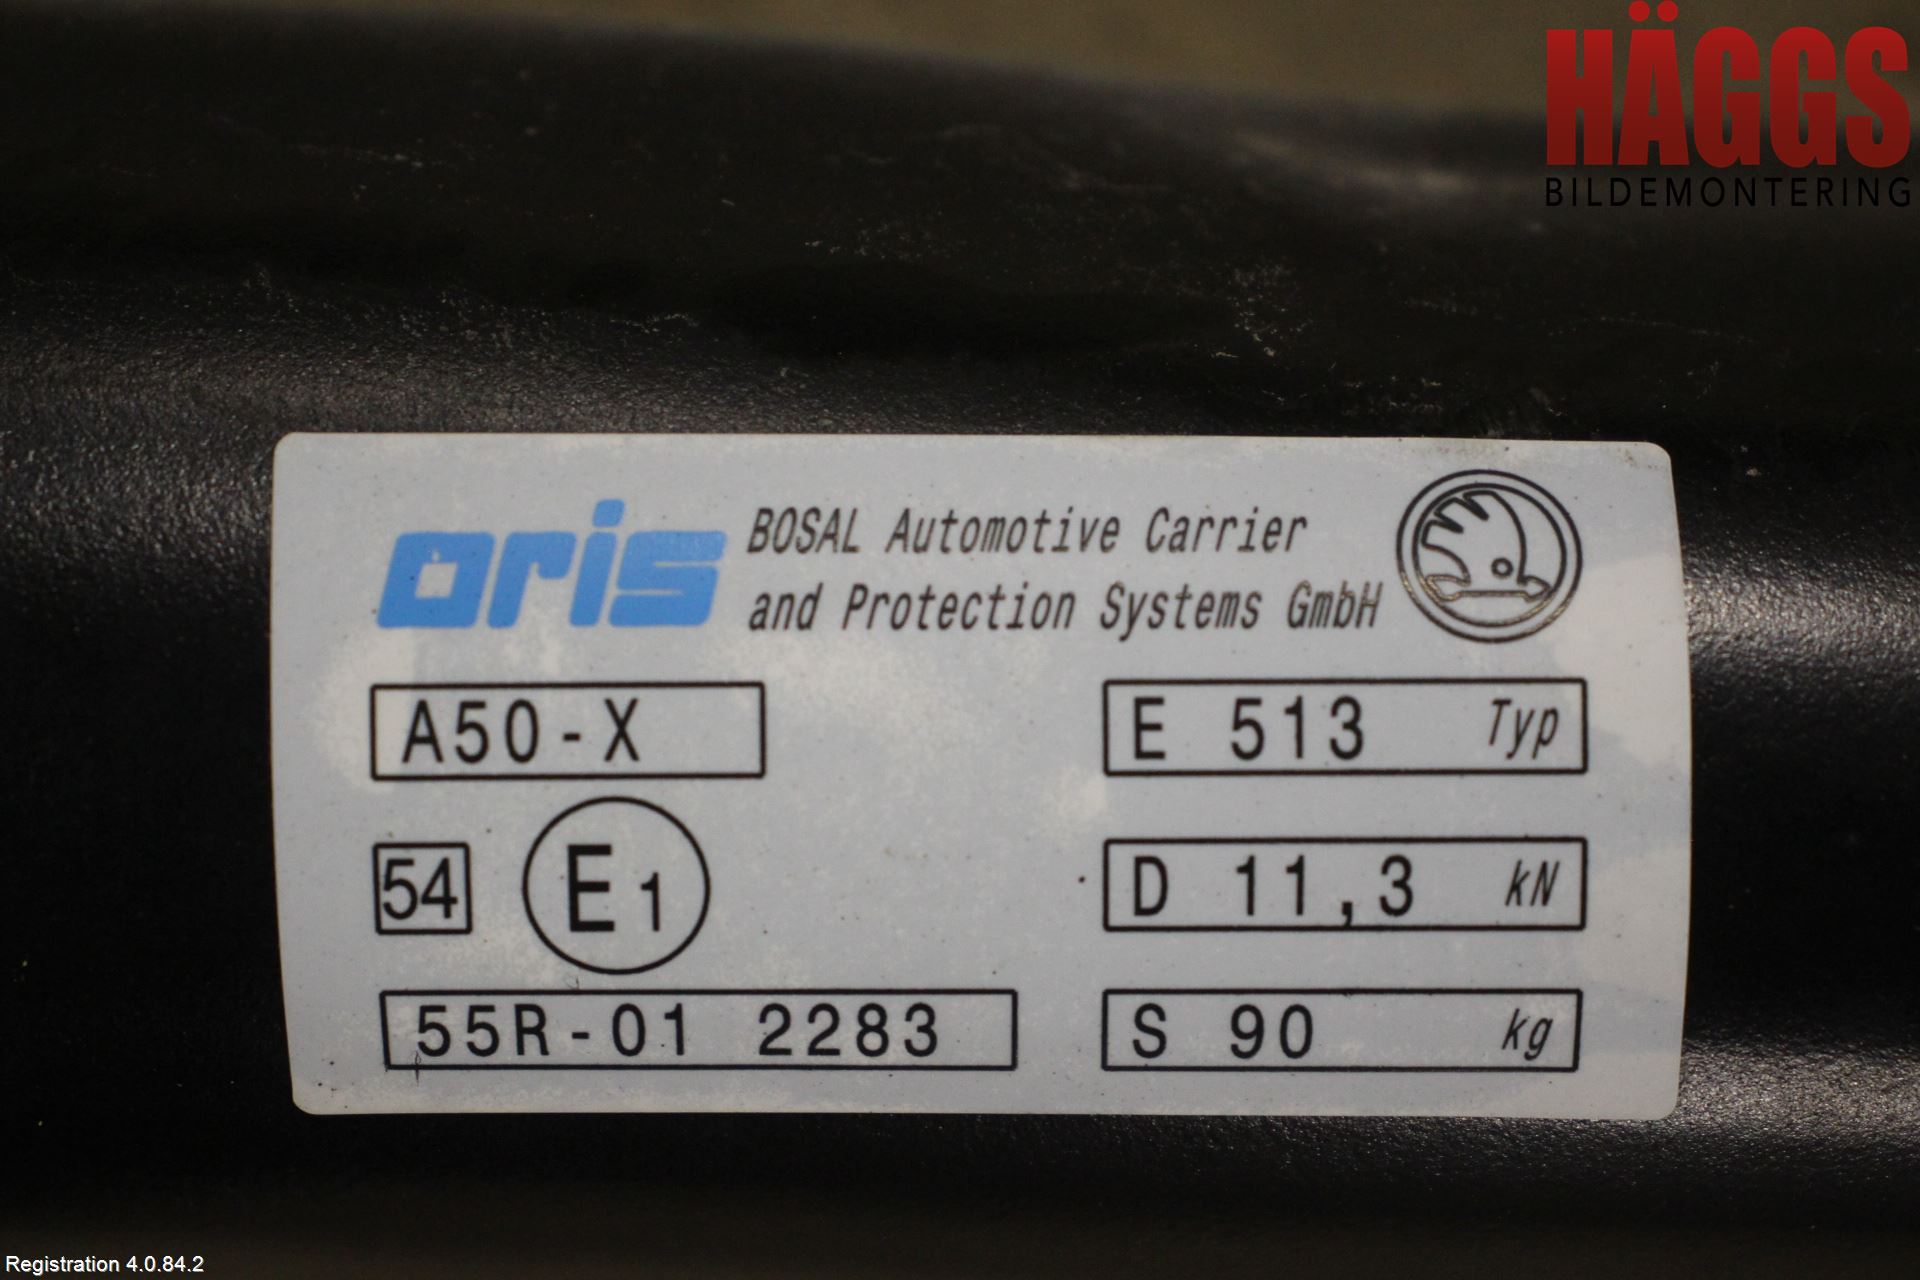 HÄGGS
BILDEMONTERING
oris
BOSAL Automotive Carrier
and Protection Systems GmbH
A50-X
E 513 Typ
54 E1
D 11,3 kN
55R-01 2283
S 90 kg
Registration 4.0.84.2